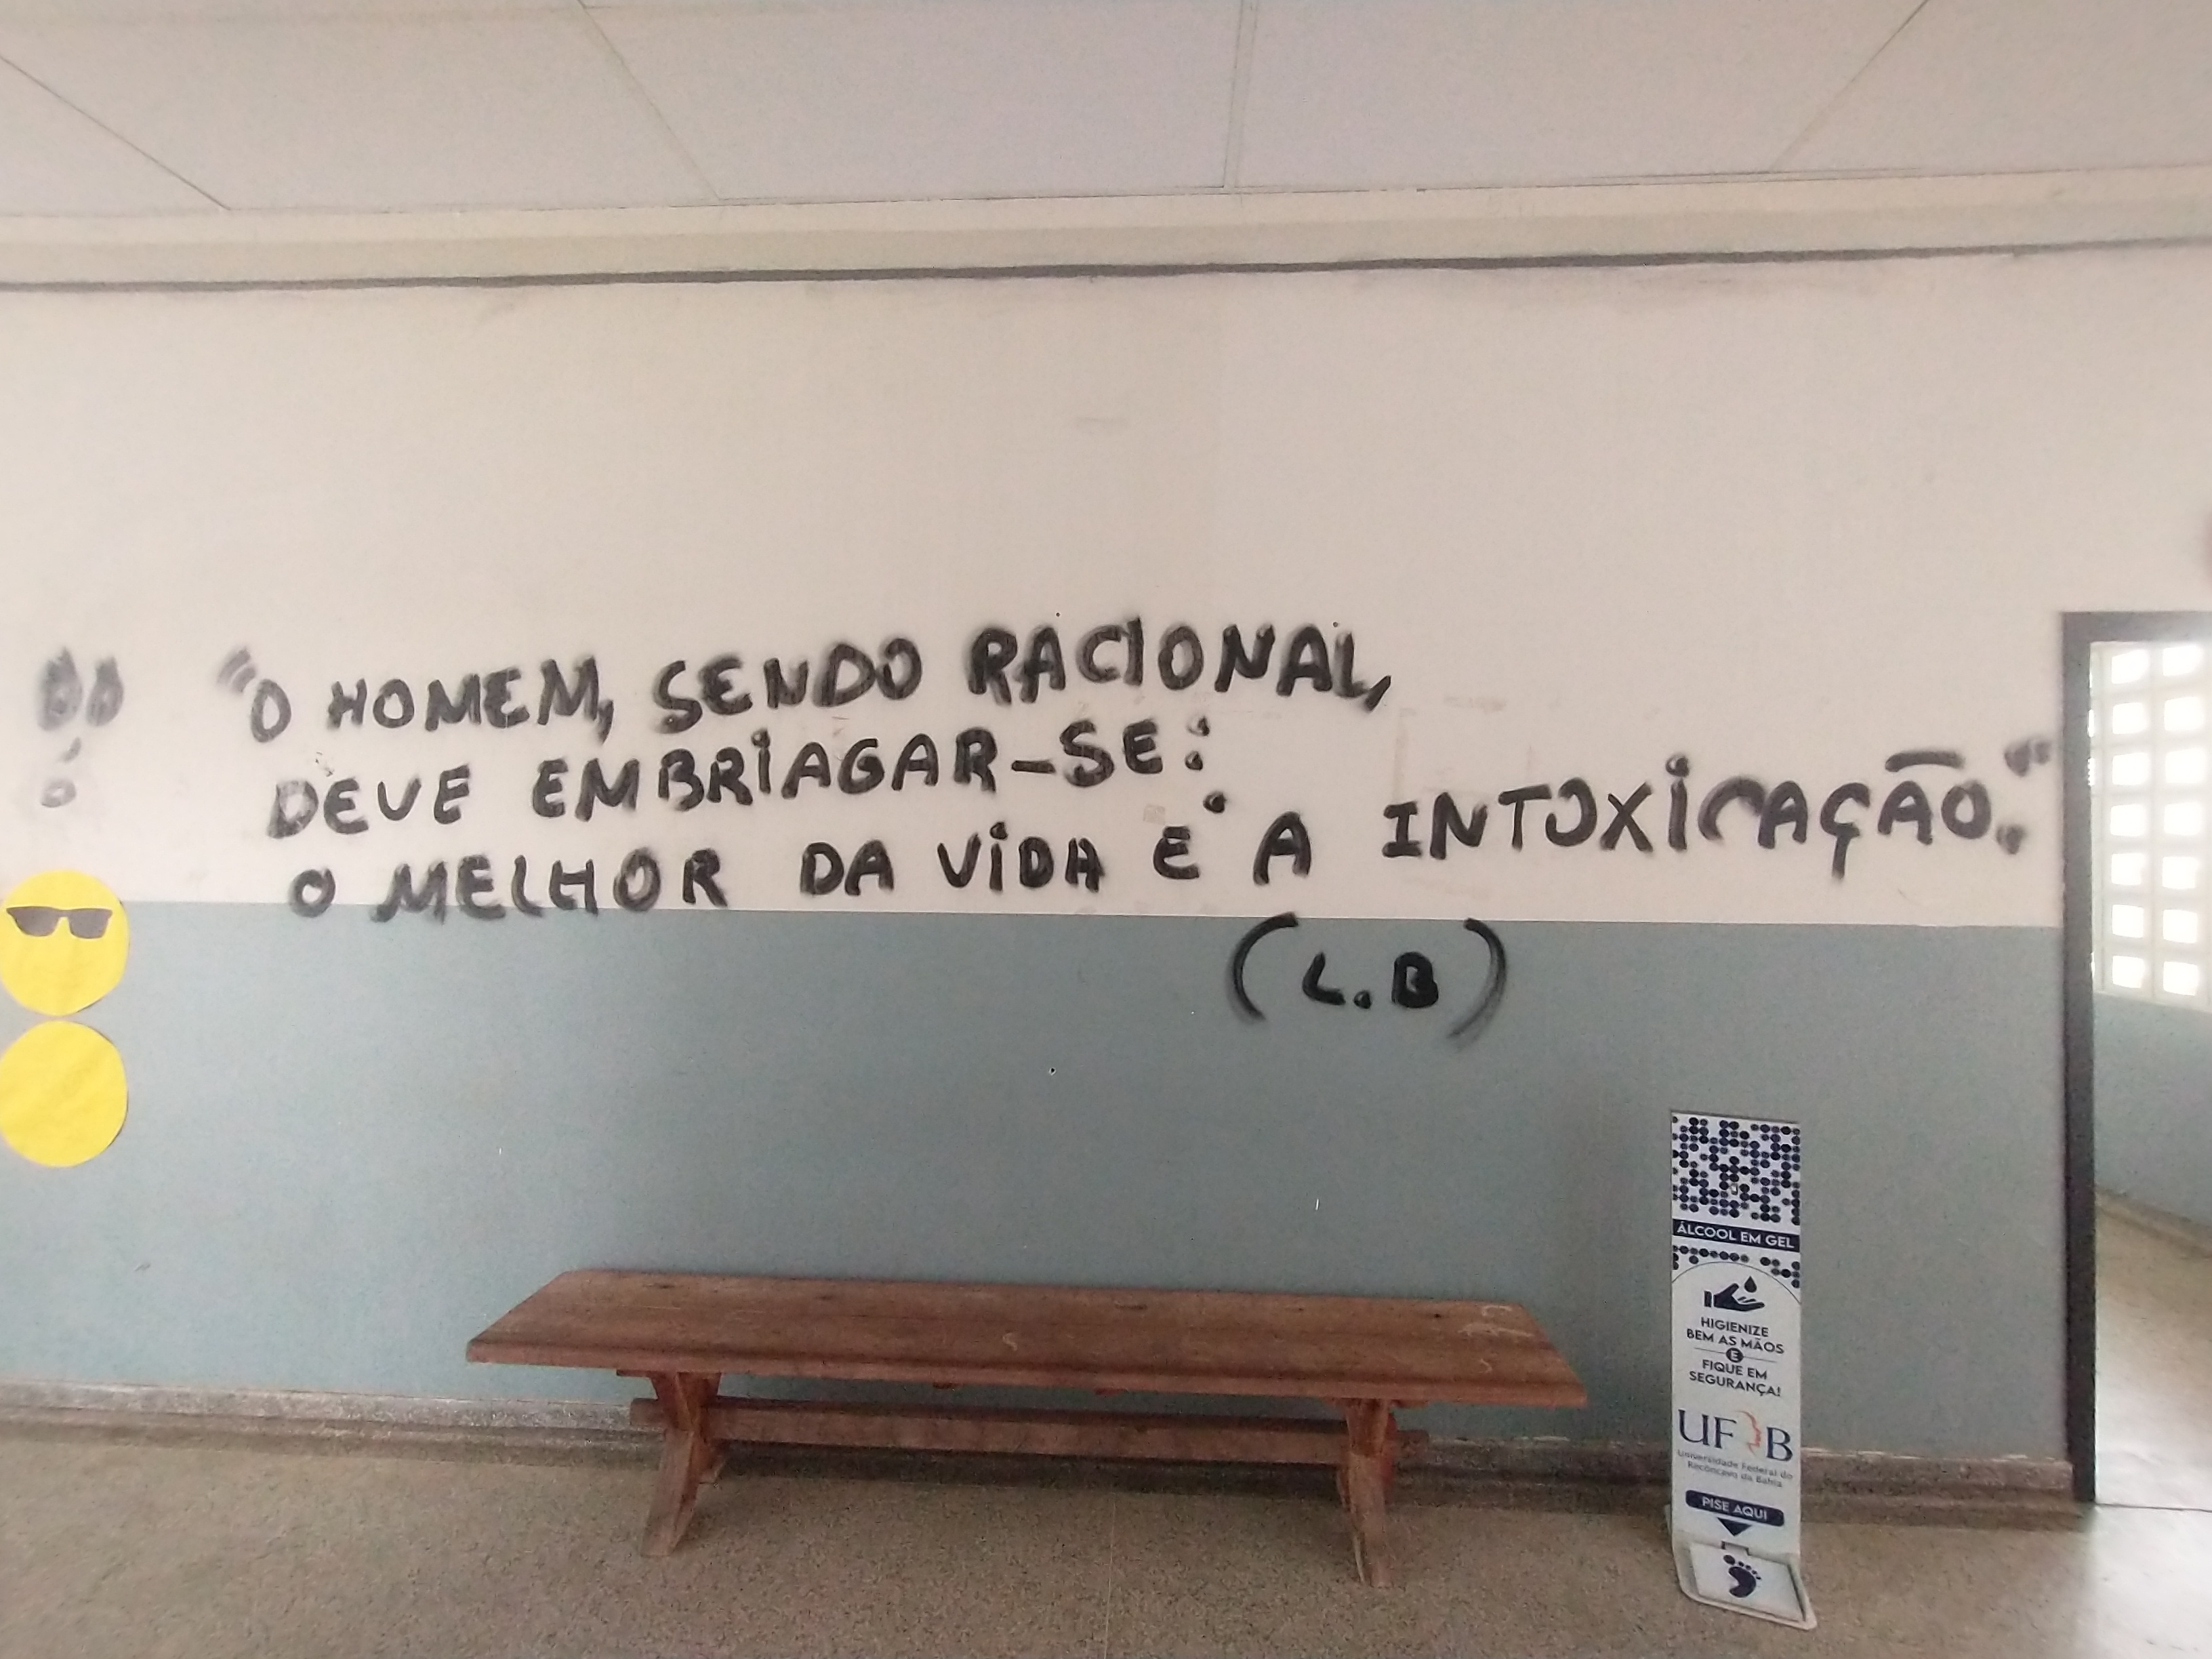 "O HOMEM, SENDO RACIONAL,
DEVE EMBRIAGAR-SE:
O MELHOR DA VIDA É A INTOXICAÇÃO."
(L.B)
ÁLCOOL EM GEL
HIGIENIZE
BEM AS MÃOS
E
FIQUE EM
SEGURANÇA!
UFRB
Universidade Federal do
Recôncavo da Bahia
PISE AQUI